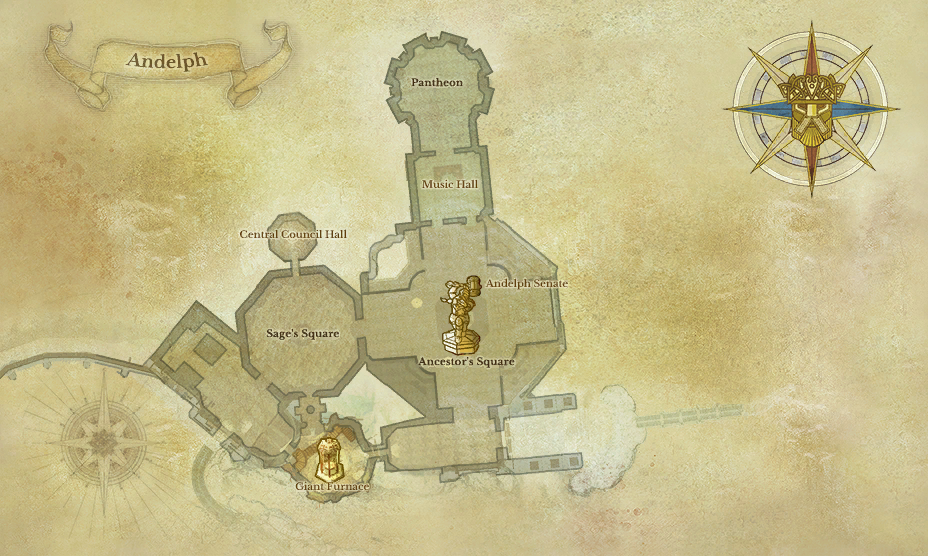 Andelph
Pantheon
Music Hall
Central Council Hall
Andelph Senate
Sage's Square
Ancestor's Square
Giant Furnace